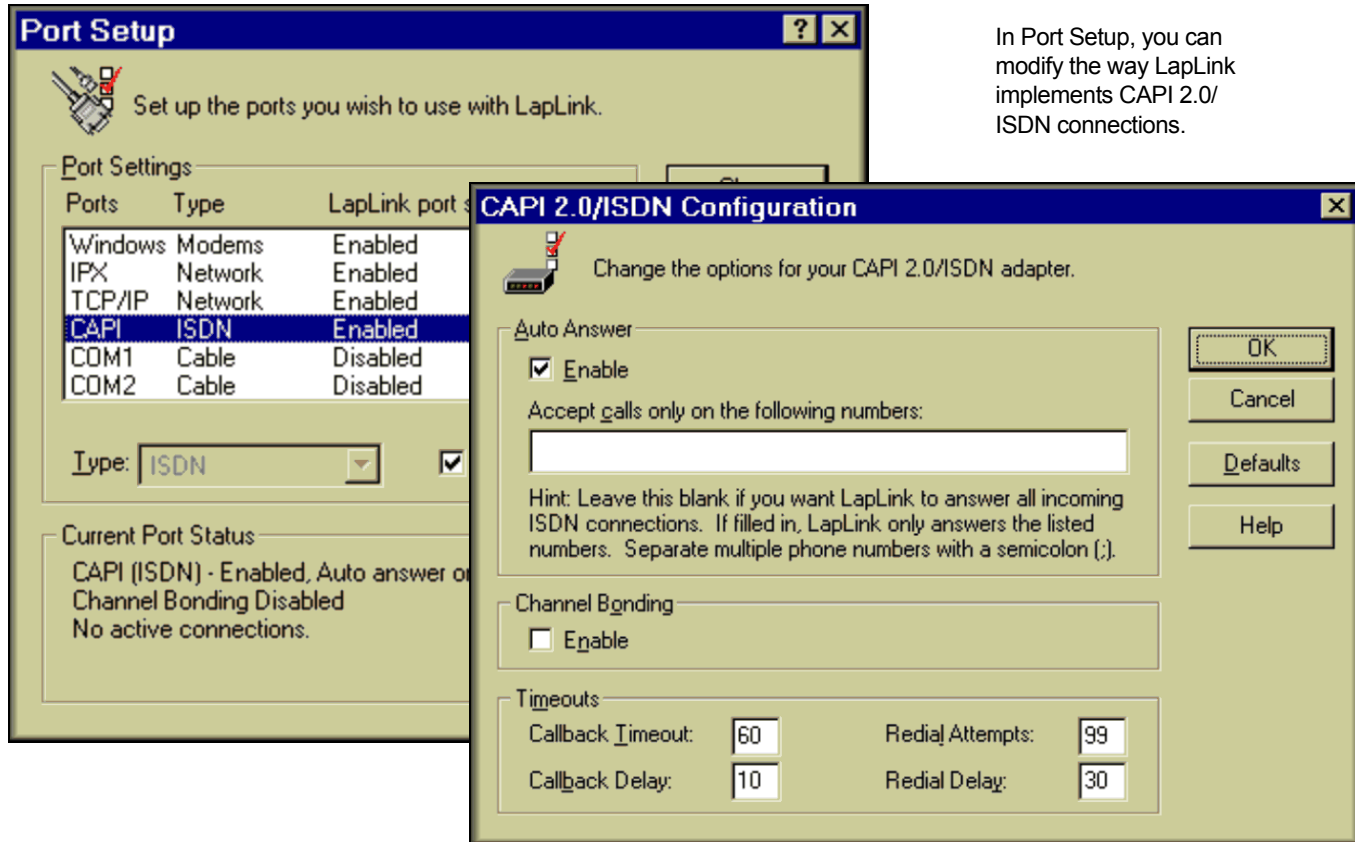 Port Setup
In Port Setup, you can
modify the way LapLink
implements CAPI 2.0/
ISDN connections.
Set up the ports you wish to use with LapLink.
Port Settings
Ports Type LapLink port
Windows Modems Enabled
IPX Network Enabled
TCP/IP Network Enabled
CAPI ISDN Enabled
COM1 Cable Disabled
COM2 Cable Disabled
Type: ISDN
Current Port Status
CAPI (ISDN) - Enabled, Auto answer
Channel Bonding Disabled
No active connections.
CAPI 2.0/ISDN Configuration
Change the options for your CAPI 2.0/ISDN adapter.
Auto Answer
Enable
Accept calls only on the following numbers:
Hint: Leave this blank if you want LapLink to answer all incoming
ISDN connections. If filled in, LapLink only answers the listed
numbers. Separate multiple phone numbers with a semicolon (;).
Channel Bonding
Enable
Timeouts
Callback Timeout: 60 Redial Attempts: 99
Callback Delay: 10 Redial Delay: 30
OK
Cancel
Defaults
Help